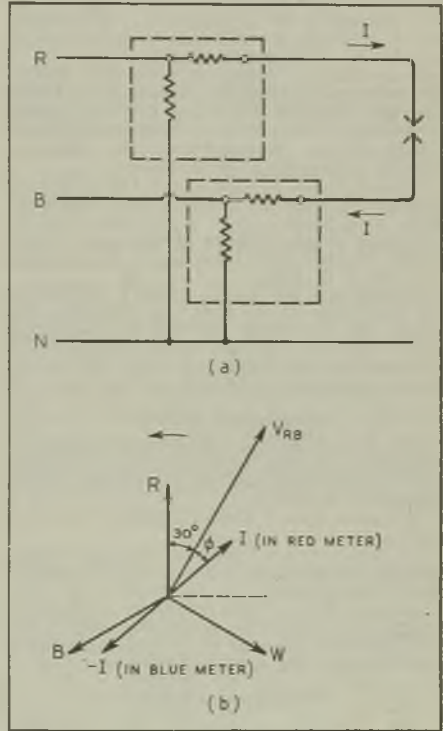 R
I
B
I
N
(a)
V_RB
R
30°
ϕ
I (IN RED METER)
B
-I (IN BLUE METER)
W
(b)